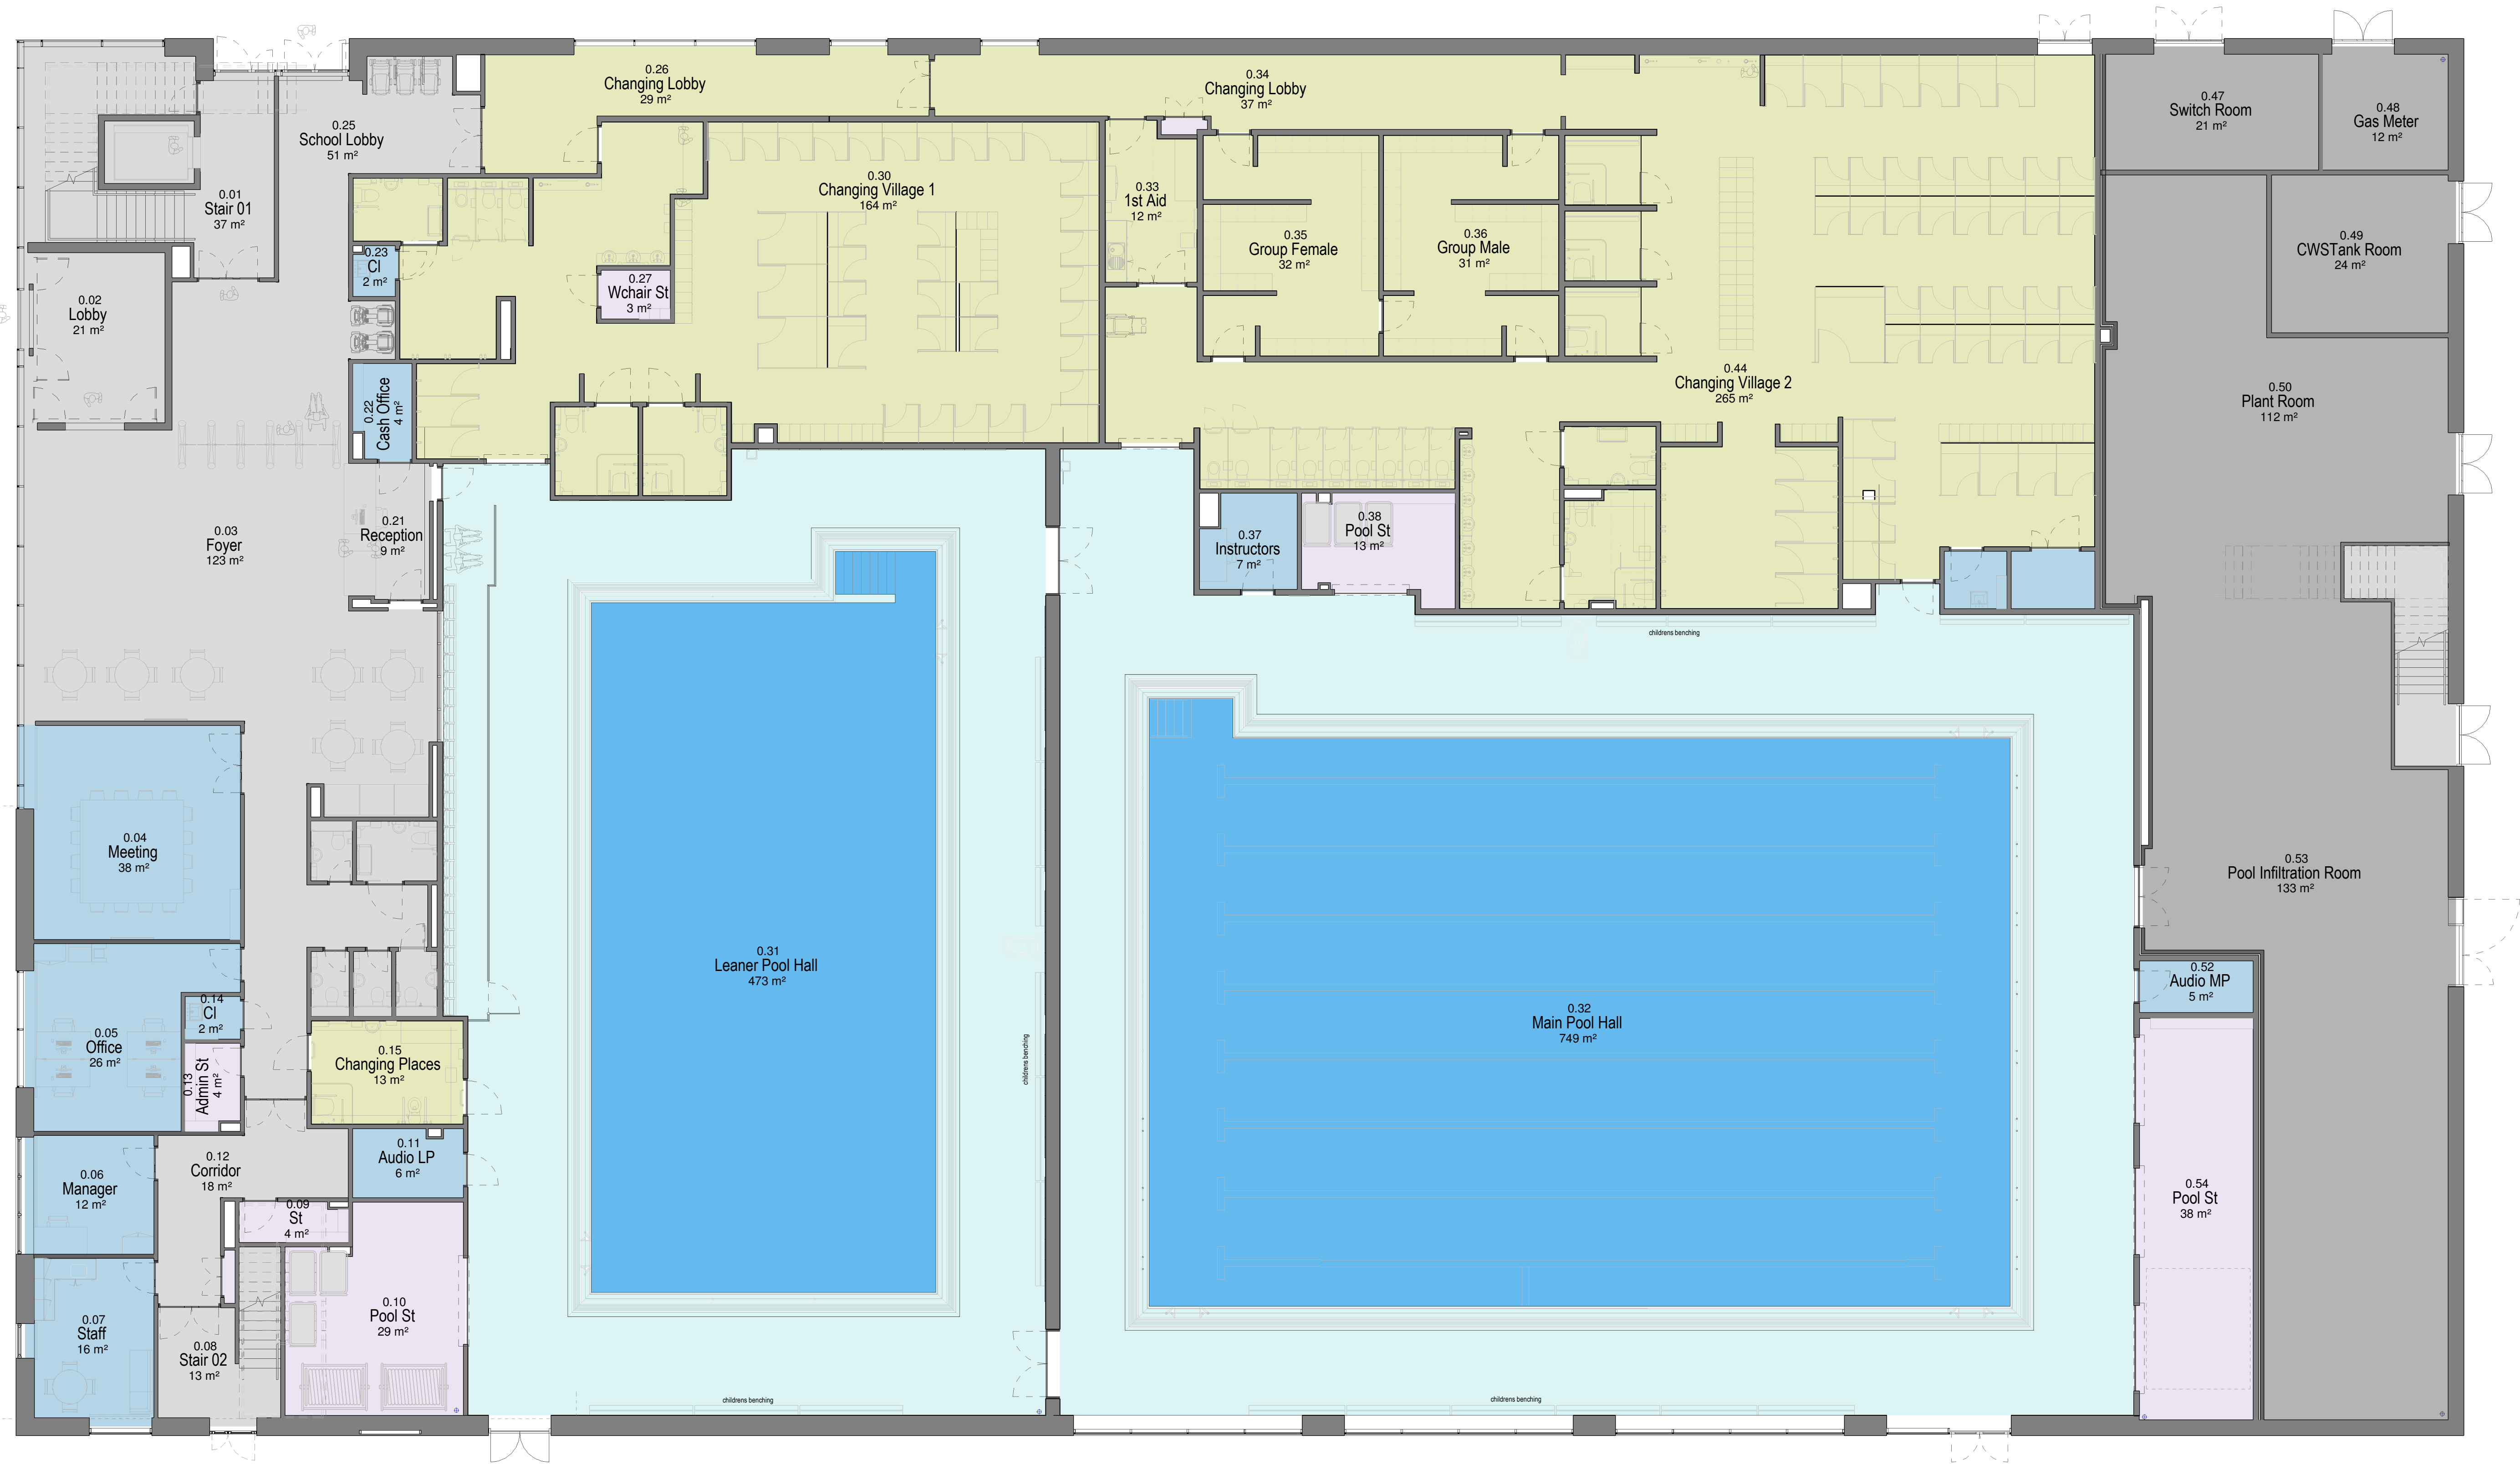 0.26
Changing Lobby
29 m²
0.34
Changing Lobby
37 m²
0.47
Switch Room
21 m²
0.48
Gas Meter
12 m²
0.25
School Lobby
51 m²
0.01
Stair 01
37 m²
0.30
Changing Village 1
164 m²
0.33
1st Aid
12 m²
0.35
Group Female
32 m²
0.36
Group Male
31 m²
0.49
CWSTank Room
24 m²
0.23
Cl
2 m²
0.27
Wchair St
3 m²
0.02
Lobby
21 m²
0.22
Cash Office
4 m²
0.44
Changing Village 2
265 m²
0.50
Plant Room
112 m²
0.03
Foyer
123 m²
0.21
Reception
9 m²
0.37
Instructors
7 m²
0.38
Pool St
13 m²
childrens benching
0.04
Meeting
38 m²
0.53
Pool Infiltration Room
133 m²
0.31
Leaner Pool Hall
473 m²
0.32
Main Pool Hall
749 m²
0.52
Audio MP
5 m²
0.05
Office
26 m²
0.14
Cl
2 m²
0.13
Admin St
4 m²
0.15
Changing Places
13 m²
childrens benching
0.06
Manager
12 m²
0.12
Corridor
18 m²
0.11
Audio LP
6 m²
0.09
St
4 m²
0.54
Pool St
38 m²
0.07
Staff
16 m²
0.08
Stair 02
13 m²
0.10
Pool St
29 m²
childrens benching
childrens benching